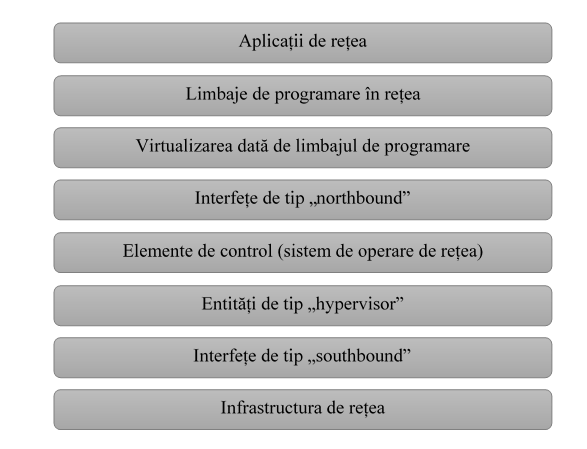 Aplicații de rețea
Limbaje de programare în rețea
Virtualizarea dată de limbajul de programare
Interfețe de tip „northbound”
Elemente de control (sistem de operare de rețea)
Entități de tip „hypervisor”
Interfețe de tip „southbound”
Infrastructura de rețea